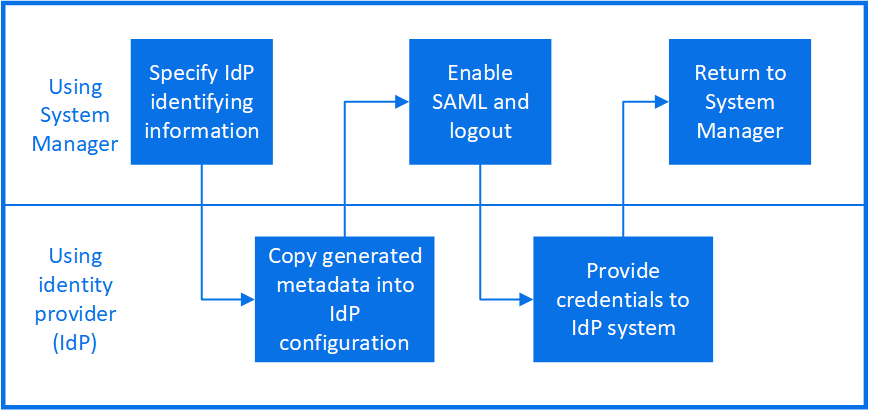 Using
System
Manager
Specify IdP
identifying
information
Enable
SAML and
logout
Return to
System
Manager
Using
identity
provider
(IdP)
Copy generated
metadata into
IdP
configuration
Provide
credentials to
IdP system